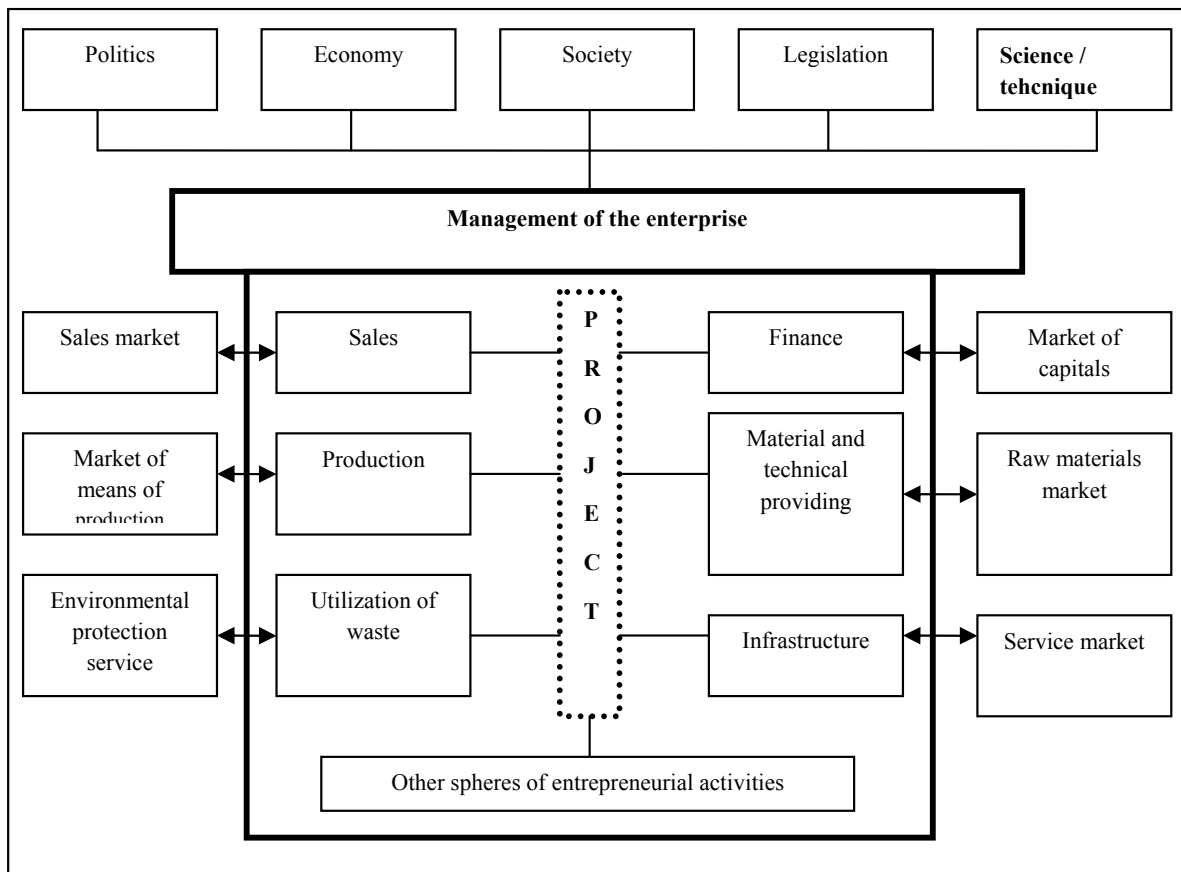 Politics
Economy
Society
Legislation
Science /
tehcnique
Management of the enterprise
Sales market
Sales
P
R
O
J
E
C
T
Finance
Market of
capitals
Market of
means of
production
Production
Material and
technical
providing
Raw materials
market
Environmental
protection
service
Utilization of
waste
Infrastructure
Service market
Other spheres of entrepreneurial activities